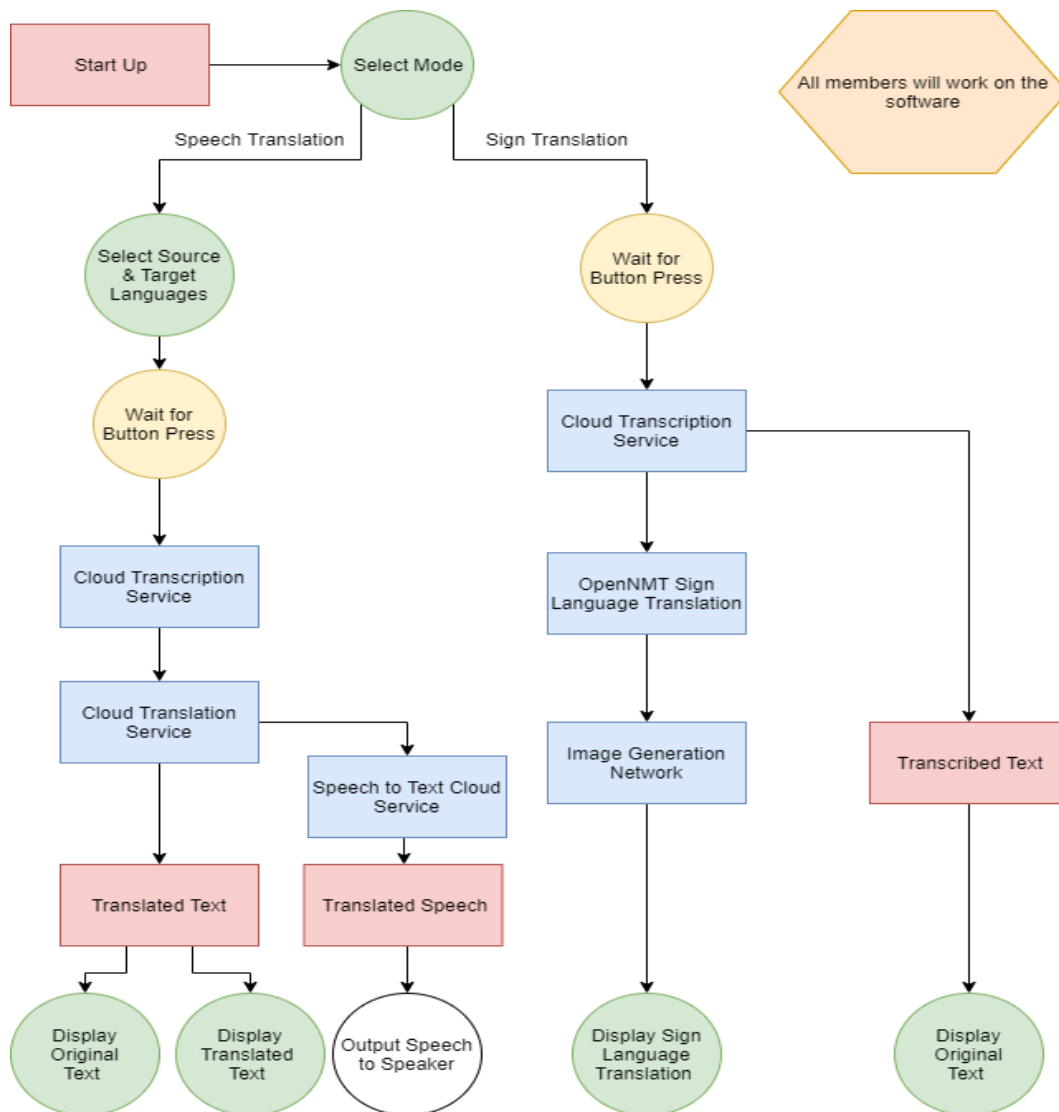 Start Up
Select Mode
All members will work on the
software
Speech Translation
Sign Translation
Select Source
& Target
Languages
Wait for
Button Press
Wait for
Button Press
Cloud Transcription
Service
Cloud Transcription
Service
OpenNMT Sign
Language Translation
Cloud Translation
Service
Speech to Text Cloud
Service
Image Generation
Network
Transcribed Text
Translated Text
Translated Speech
Display
Original
Text
Display
Translated
Text
Output Speech
to Speaker
Display Sign
Language
Translation
Display
Original
Text